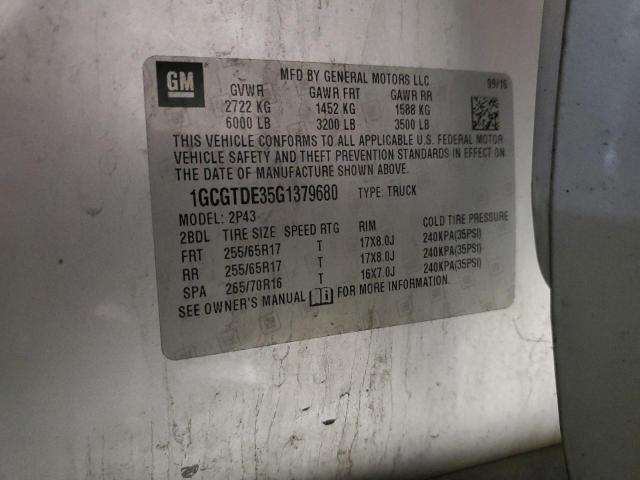 GM
MFD BY GENERAL MOTORS LLC
09/16
GVWR GAWR FRT GAWR RR
2722 KG 1452 KG 1588 KG
6000 LB 3200 LB 3500 LB
THIS VEHICLE CONFORMS TO ALL APPLICABLE U.S. FEDERAL MOTOR
VEHICLE SAFETY AND THEFT PREVENTION STANDARDS IN EFFECT ON
THE DATE OF MANUFACTURE SHOWN ABOVE.
1GCGTDE35G1379680 TYPE: TRUCK
MODEL: 2P43
2BDL TIRE SIZE SPEED RTG RIM COLD TIRE PRESSURE
FRT 255/65R17 T 17X8.0J 240KPA(35PSI)
RR 255/65R17 T 17X8.0J 240KPA(35PSI)
SPA 265/70R16 T 16X7.0J 240KPA(35PSI)
SEE OWNER'S MANUAL FOR MORE INFORMATION.